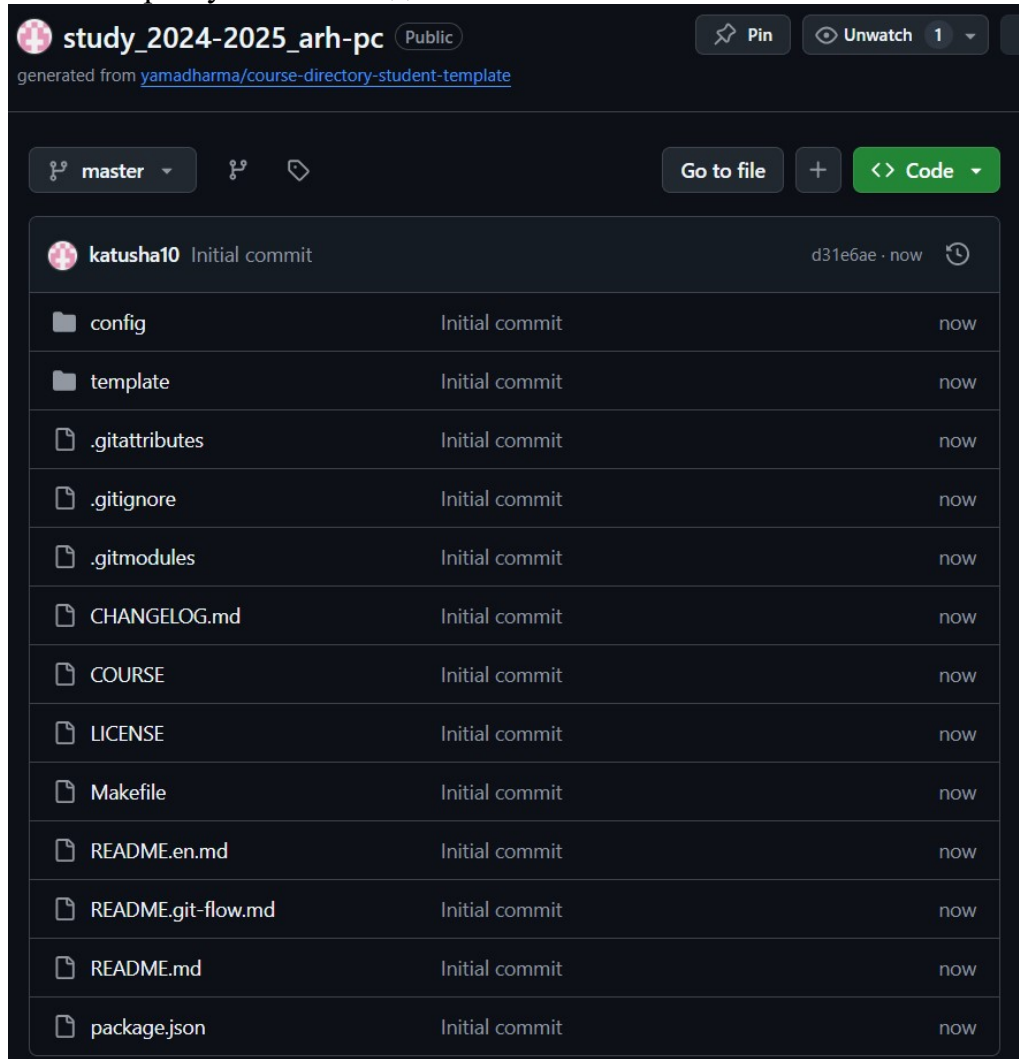 study_2024-2025_arh-pc Public
Pin
Unwatch 1
generated from yamadharma/course-directory-student-template
master
Go to file
Code
katusha10 Initial commit d31e6ae · now
config Initial commit now
template Initial commit now
.gitattributes Initial commit now
.gitignore Initial commit now
.gitmodules Initial commit now
CHANGELOG.md Initial commit now
COURSE Initial commit now
LICENSE Initial commit now
Makefile Initial commit now
README.en.md Initial commit now
README.git-flow.md Initial commit now
README.md Initial commit now
package.json Initial commit now